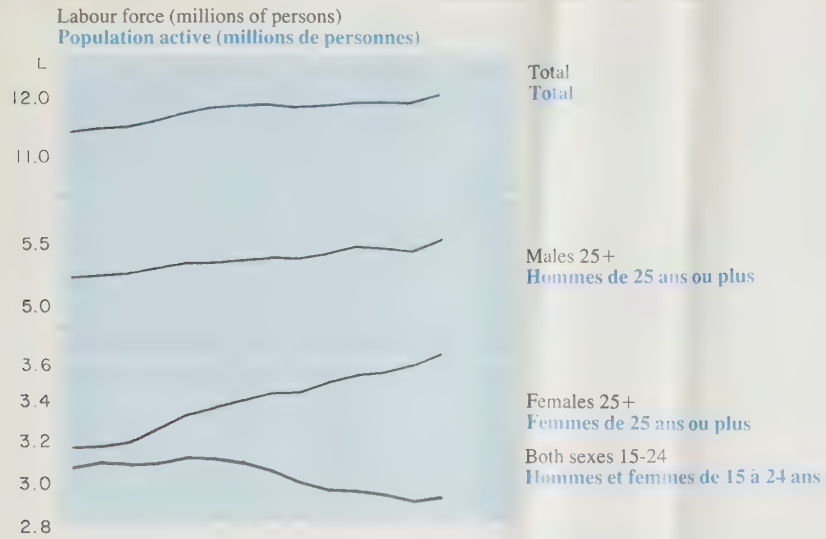 Labour force (millions of persons)
Population active (millions de personnes)
L
12.0
11.0
5.5
5.0
3.6
3.4
3.2
3.0
2.8
Total
Total
Males 25+
Hommes de 25 ans ou plus
Females 25+
Femmes de 25 ans ou plus
Both sexes 15-24
Hommes et femmes de 15 à 24 ans